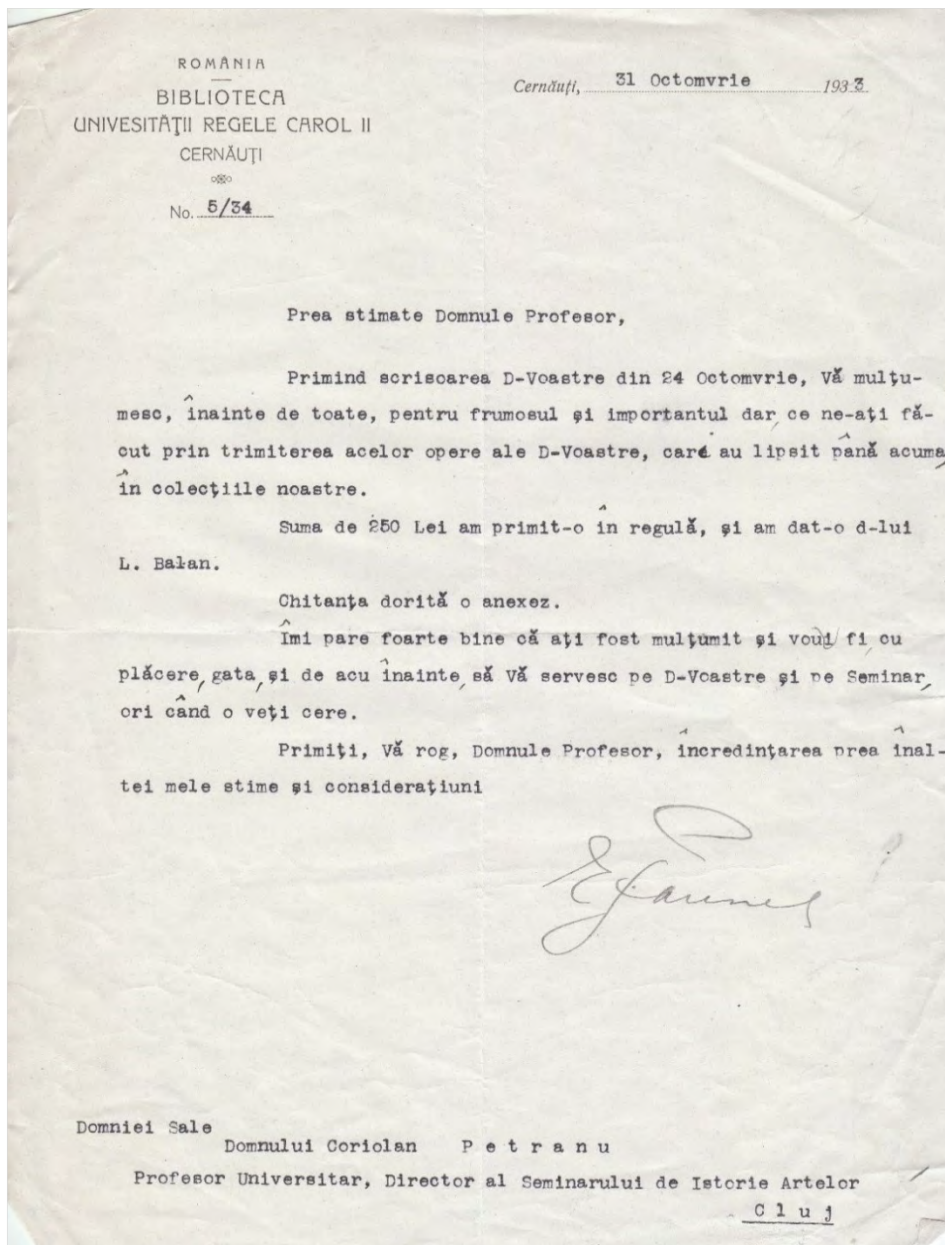 ROMÂNIA
BIBLIOTECA
UNIVESITĂŢII REGELE CAROL II
CERNĂUŢI
No. 5/34
Cernăuţi, 31 Octomvrie 1933
Prea stimate Domnule Profesor,
Primind scrisoarea D-Voastre din 24 Octomvrie, Vă mulţu-
mesc, înainte de toate, pentru frumosul şi importantul dar, ce ne-aţi fă-
cut prin trimiterea acelor opere ale D-Voastre, care au lipsit până acuma,
în colecţiile noastre.
Suma de 250 Lei am primit-o în regulă, şi am dat-o d-lui
L. Balan.
Chitanţa dorită o anexez.
Îmi pare foarte bine că aţi fost mulţumit şi voui fi, cu
plăcere, gata, şi de acu înainte, să Vă servesc pe D-Voastre şi pe Seminar,
ori când o veţi cere.
Primiţi, Vă rog, Domnule Profesor, încredinţarea prea înal-
tei mele stime şi consideraţiuni
Domniei Sale
Domnului Coriolan P e t r a n u
Profesor Universitar, Director al Seminarului de Istorie Artelor
C l u j